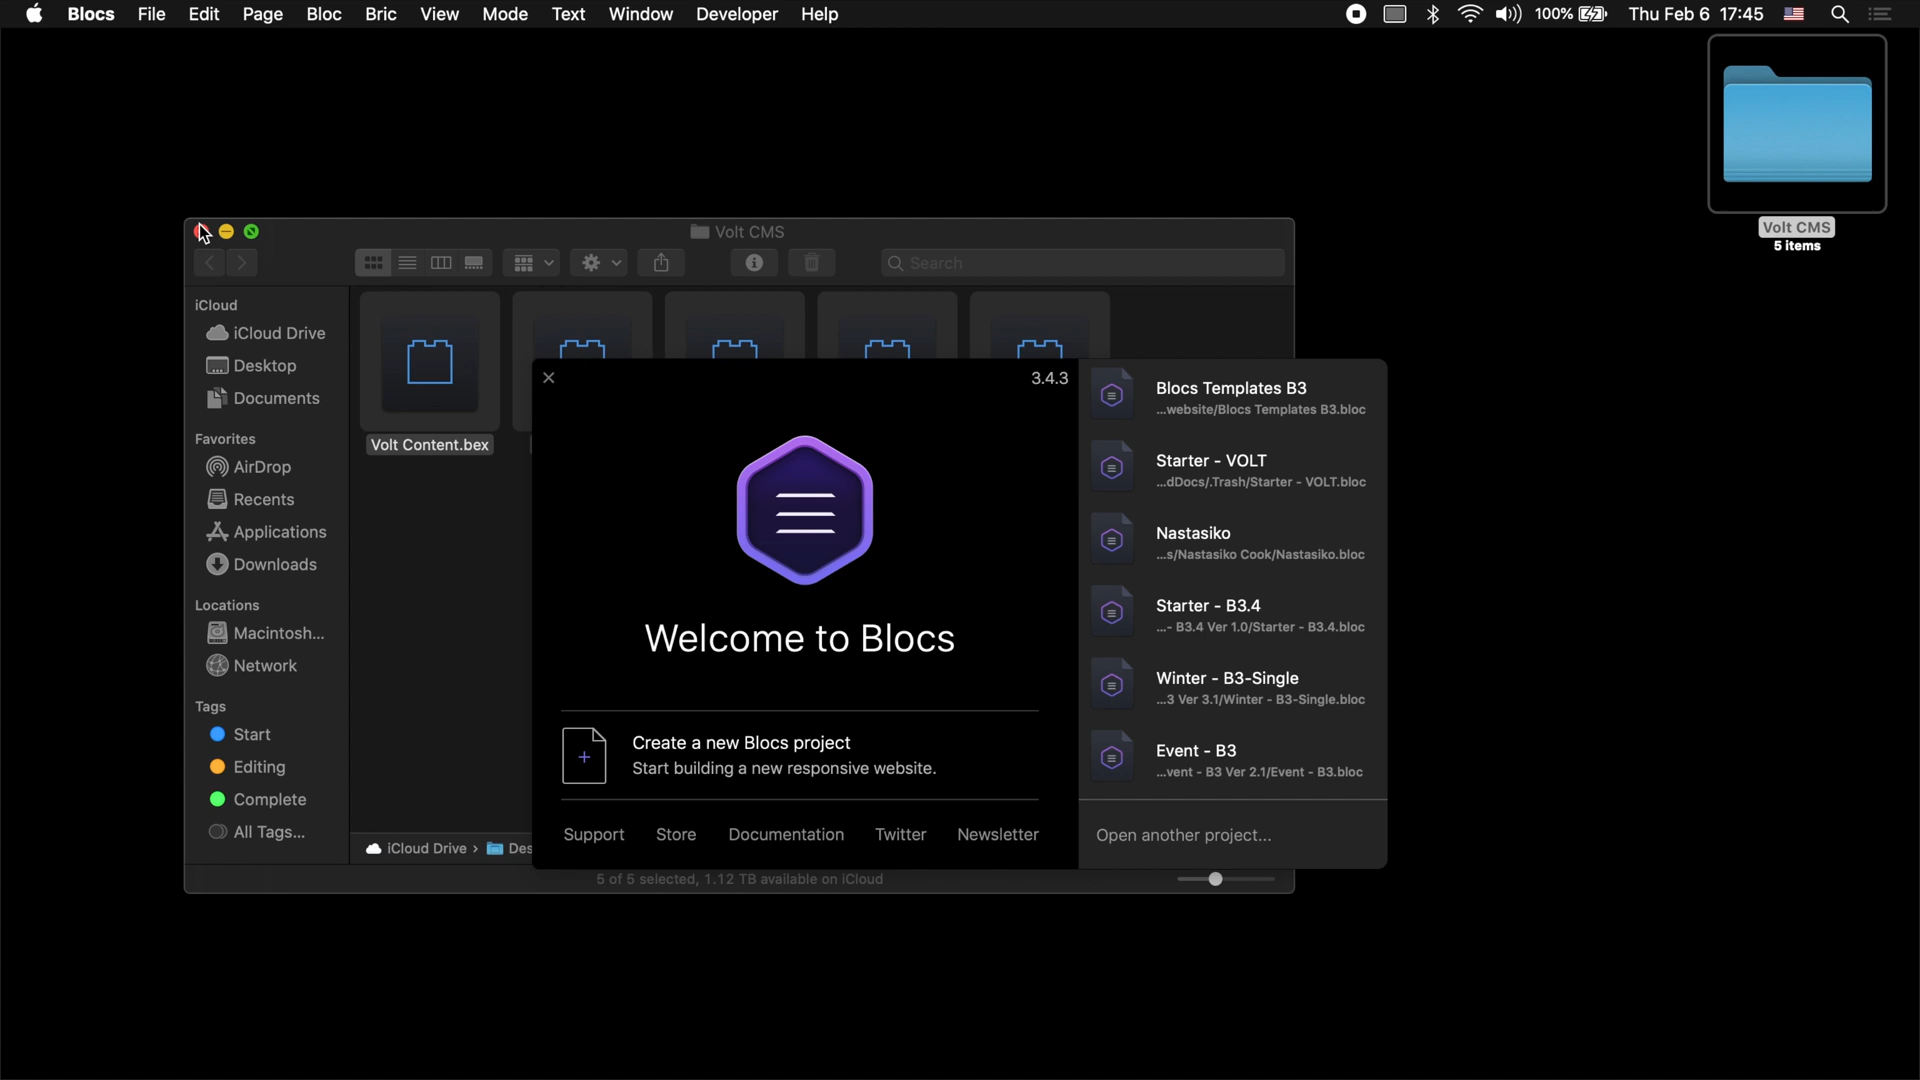 Blocs File Edit Page Bloc Bric View Mode Text Window Developer Help
100% Thu Feb 6 17:45
Volt CMS
5 items
Volt CMS
Search
iCloud
iCloud Drive
Desktop
Documents
Favorites
AirDrop
Recents
Applications
Downloads
Locations
Macintosh...
Network
Tags
Start
Editing
Complete
All Tags...
Volt Content.bex
iCloud Drive › Des
5 of 5 selected, 1.12 TB available on iCloud
3.4.3
Welcome to Blocs
Create a new Blocs project
Start building a new responsive website.
Support Store Documentation Twitter Newsletter
Blocs Templates B3
...website/Blocs Templates B3.bloc
Starter - VOLT
...dDocs/.Trash/Starter - VOLT.bloc
Nastasiko
...s/Nastasiko Cook/Nastasiko.bloc
Starter - B3.4
...- B3.4 Ver 1.0/Starter - B3.4.bloc
Winter - B3-Single
...3 Ver 3.1/Winter - B3-Single.bloc
Event - B3
...vent - B3 Ver 2.1/Event - B3.bloc
Open another project...